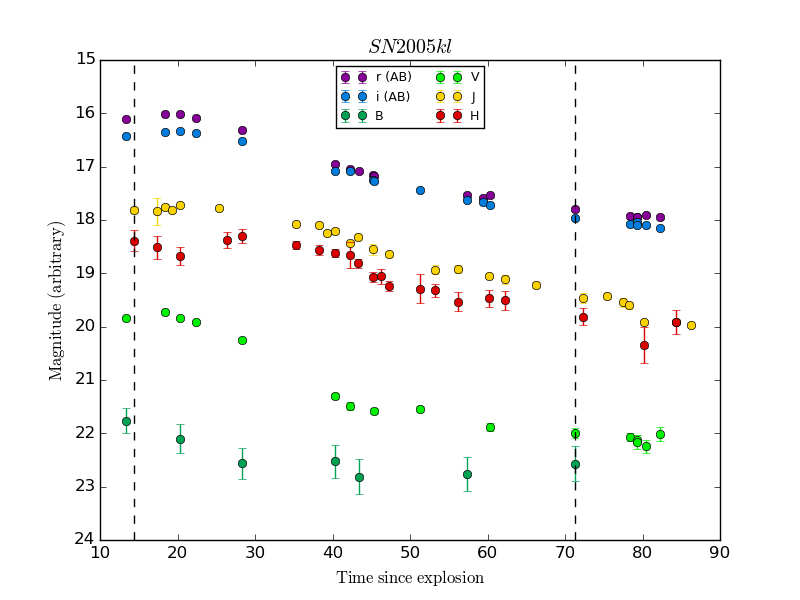 SN2005kl
r (AB)
i (AB)
B
V
J
H
15
16
17
18
19
20
21
22
23
24
Magnitude (arbitrary)
10 20 30 40 50 60 70 80 90
Time since explosion